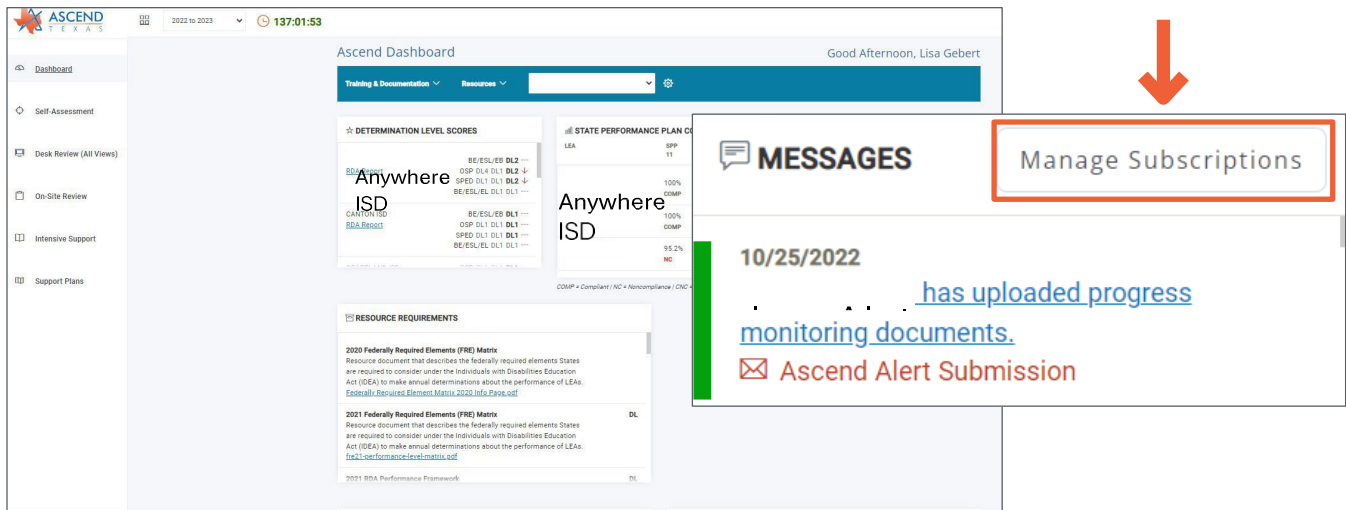 ASCEND
TEXAS
2022 to 2023
137:01:53
Dashboard
Self-Assessment
Desk Review (All Views)
On-Site Review
Intensive Support
Support Plans
Ascend Dashboard
Good Afternoon, Lisa Gebert
Training & Documentation
Resources
DETERMINATION LEVEL SCORES
BE/ESL/EB DL2 ---
RDA Report
OSP DL4 DL1 DL2
SPED DL1 DL1 DL2
BE/ESL/EL DL1 DL1 ---
Anywhere
ISD
CANTON ISD
BE/ESL/EB DL1 ---
RDA Report
OSP DL1 DL1 DL1 ---
SPED DL1 DL1 DL1 ---
BE/ESL/EL DL1 DL1 ---
STATE PERFORMANCE PLAN
LEA
SPP
11
100%
COMP
Anywhere
ISD
100%
COMP
95.2%
NC
COMP = Compliant | NC = Noncompliance | CNC =
RESOURCE REQUIREMENTS
2020 Federally Required Elements (FRE) Matrix
Resource document that describes the federally required elements States
are required to consider under the Individuals with Disabilities Education
Act (IDEA) to make annual determinations about the performance of LEAs.
Federally Required Element Matrix 2020 Info Page.pdf
2021 Federally Required Elements (FRE) Matrix
DL
Resource document that describes the federally required elements States
are required to consider under the Individuals with Disabilities Education
Act (IDEA) to make annual determinations about the performance of LEAs.
fre21-performance-level-matrix.pdf
2021 RDA Performance Framework
DL
MESSAGES
Manage Subscriptions
10/25/2022
has uploaded progress
monitoring documents.
Ascend Alert Submission